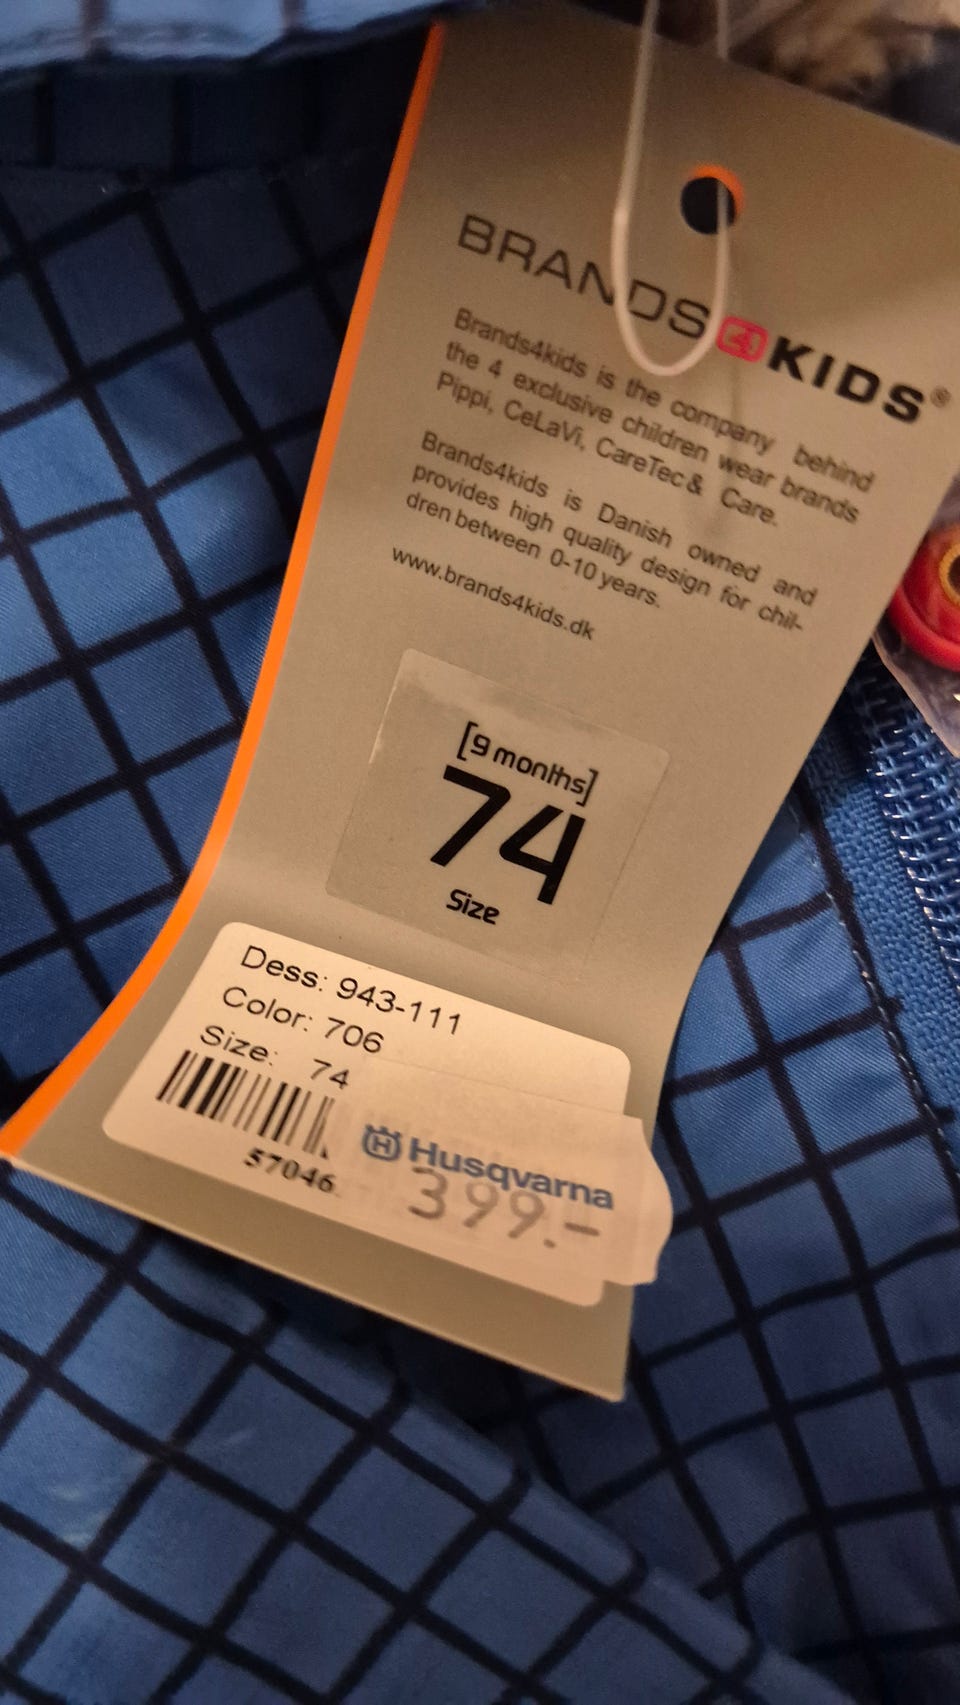 BRANDS4KIDS®
Brands4kids is the company behind
the 4 exclusive children wear brands
Pippi, CeLaVi, CareTec & Care.
Brands4kids is Danish owned and
provides high quality design for chil-
dren between 0-10 years.
www.brands4kids.dk
[9 months]
74
Size
Dess: 943-111
Color: 706
Size: 74
57046
Husqvarna
399.-